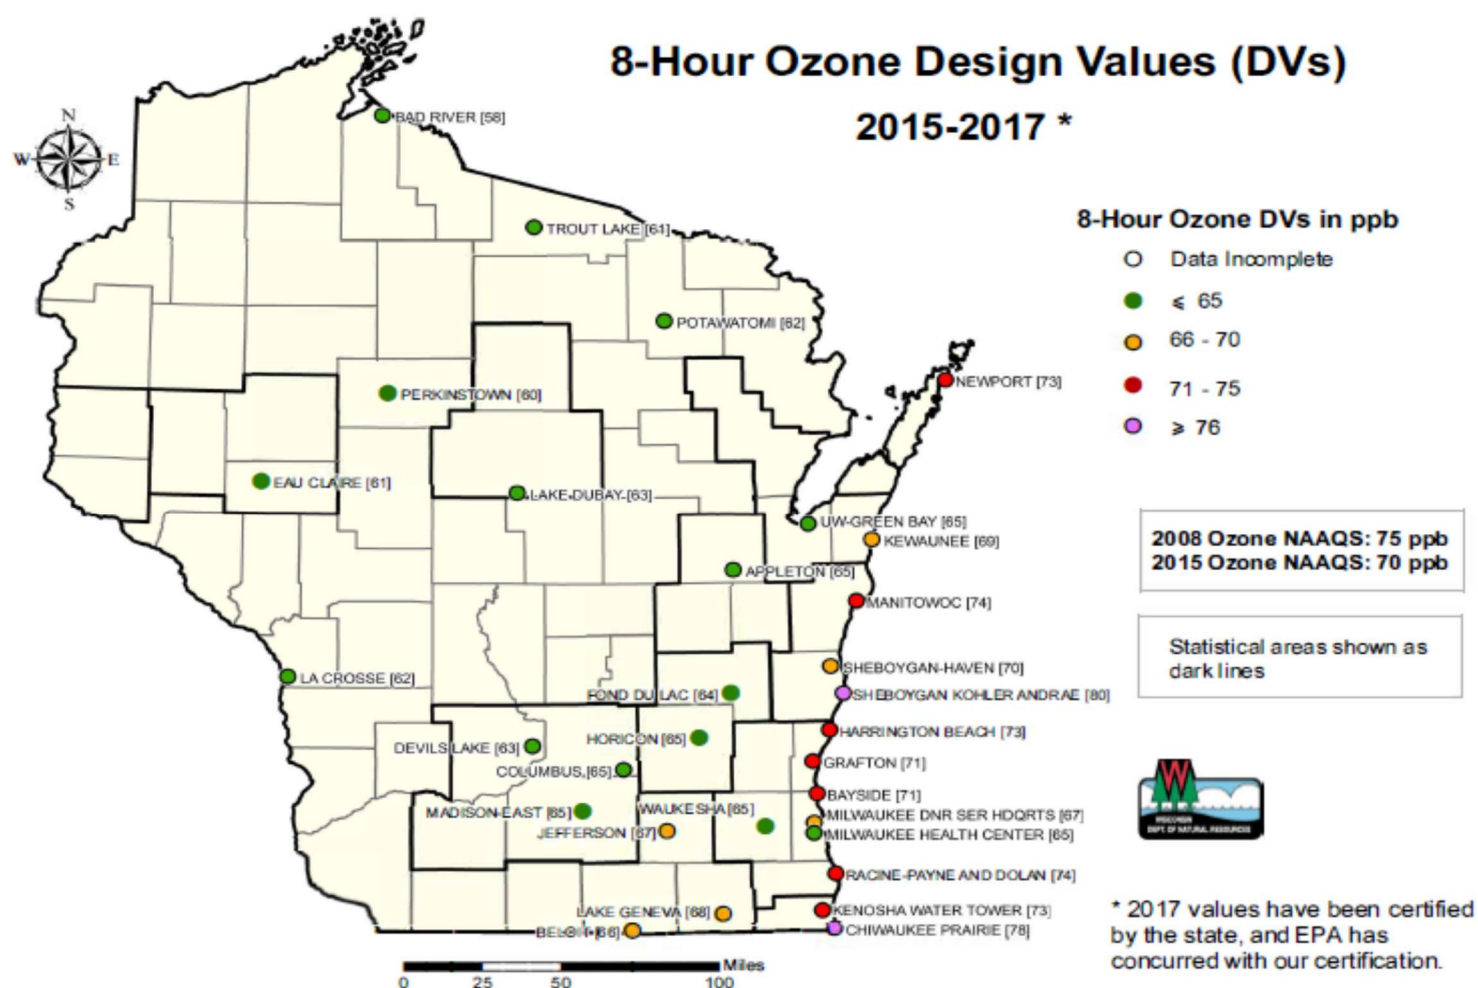 8-Hour Ozone Design Values (DVs)
2015-2017 *
N
W
E
S
8-Hour Ozone DVs in ppb
Data Incomplete
⩽ 65
66 - 70
71 - 75
⩾ 76
2008 Ozone NAAQS: 75 ppb
2015 Ozone NAAQS: 70 ppb
Statistical areas shown as
dark lines
BAD RIVER [58]
TROUT LAKE [61]
POTAWATOMI [62]
NEWPORT [73]
PERKINSTOWN [60]
EAU CLAIRE [61]
LAKE DUBAY [63]
UW-GREEN BAY [65]
KEWAUNEE [69]
APPLETON [65]
MANITOWOC [74]
SHEBOYGAN-HAVEN [70]
LA CROSSE [62]
FOND DU LAC [64]
SHEBOYGAN KOHLER ANDRAE [80]
HARRINGTON BEACH [73]
HORICON [65]
DEVILS LAKE [63]
GRAFTON [71]
COLUMBUS [65]
BAYSIDE [71]
MADISON-EAST [65]
WAUKESHA [65]
MILWAUKEE DNR SER HDQRTS [67]
JEFFERSON [67]
MILWAUKEE HEALTH CENTER [65]
RACINE-PAYNE AND DOLAN [74]
LAKE GENEVA [68]
KENOSHA WATER TOWER [73]
BELOIT [66]
CHIWAUKEE PRAIRIE [78]
Miles
0 25 50 100
W
WISCONSIN
DEPT. OF NATURAL RESOURCES
* 2017 values have been certified
by the state, and EPA has
concurred with our certification.